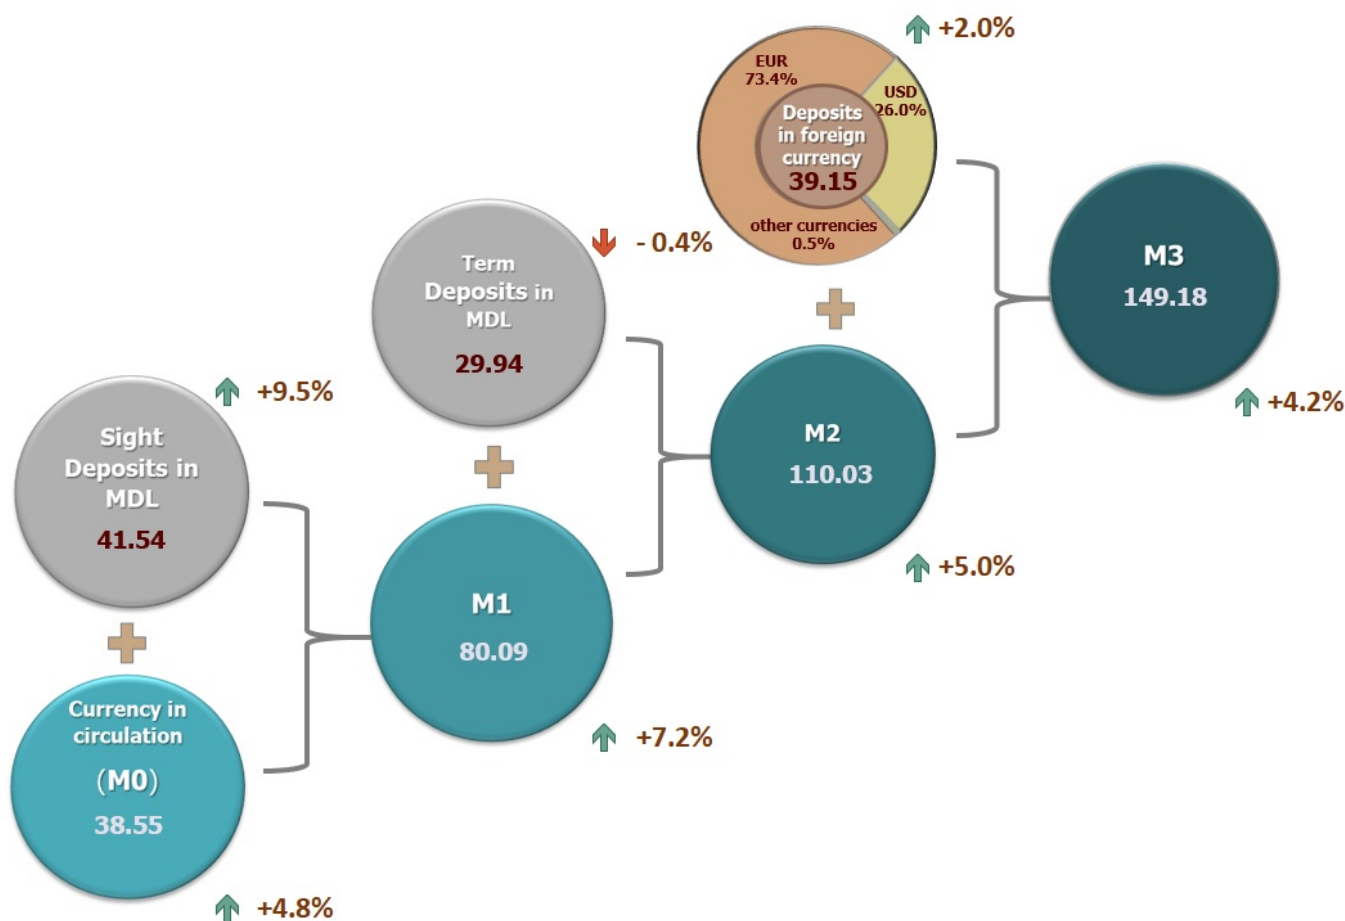 +2.0%
EUR
73.4%
USD
26.0%
Deposits
in foreign
currency
39.15
other currencies
0.5%
M3
149.18
+4.2%
- 0.4%
Term
Deposits in
MDL
29.94
M2
110.03
+5.0%
+9.5%
Sight
Deposits in
MDL
41.54
M1
80.09
+7.2%
Currency in
circulation
(M0)
38.55
+4.8%